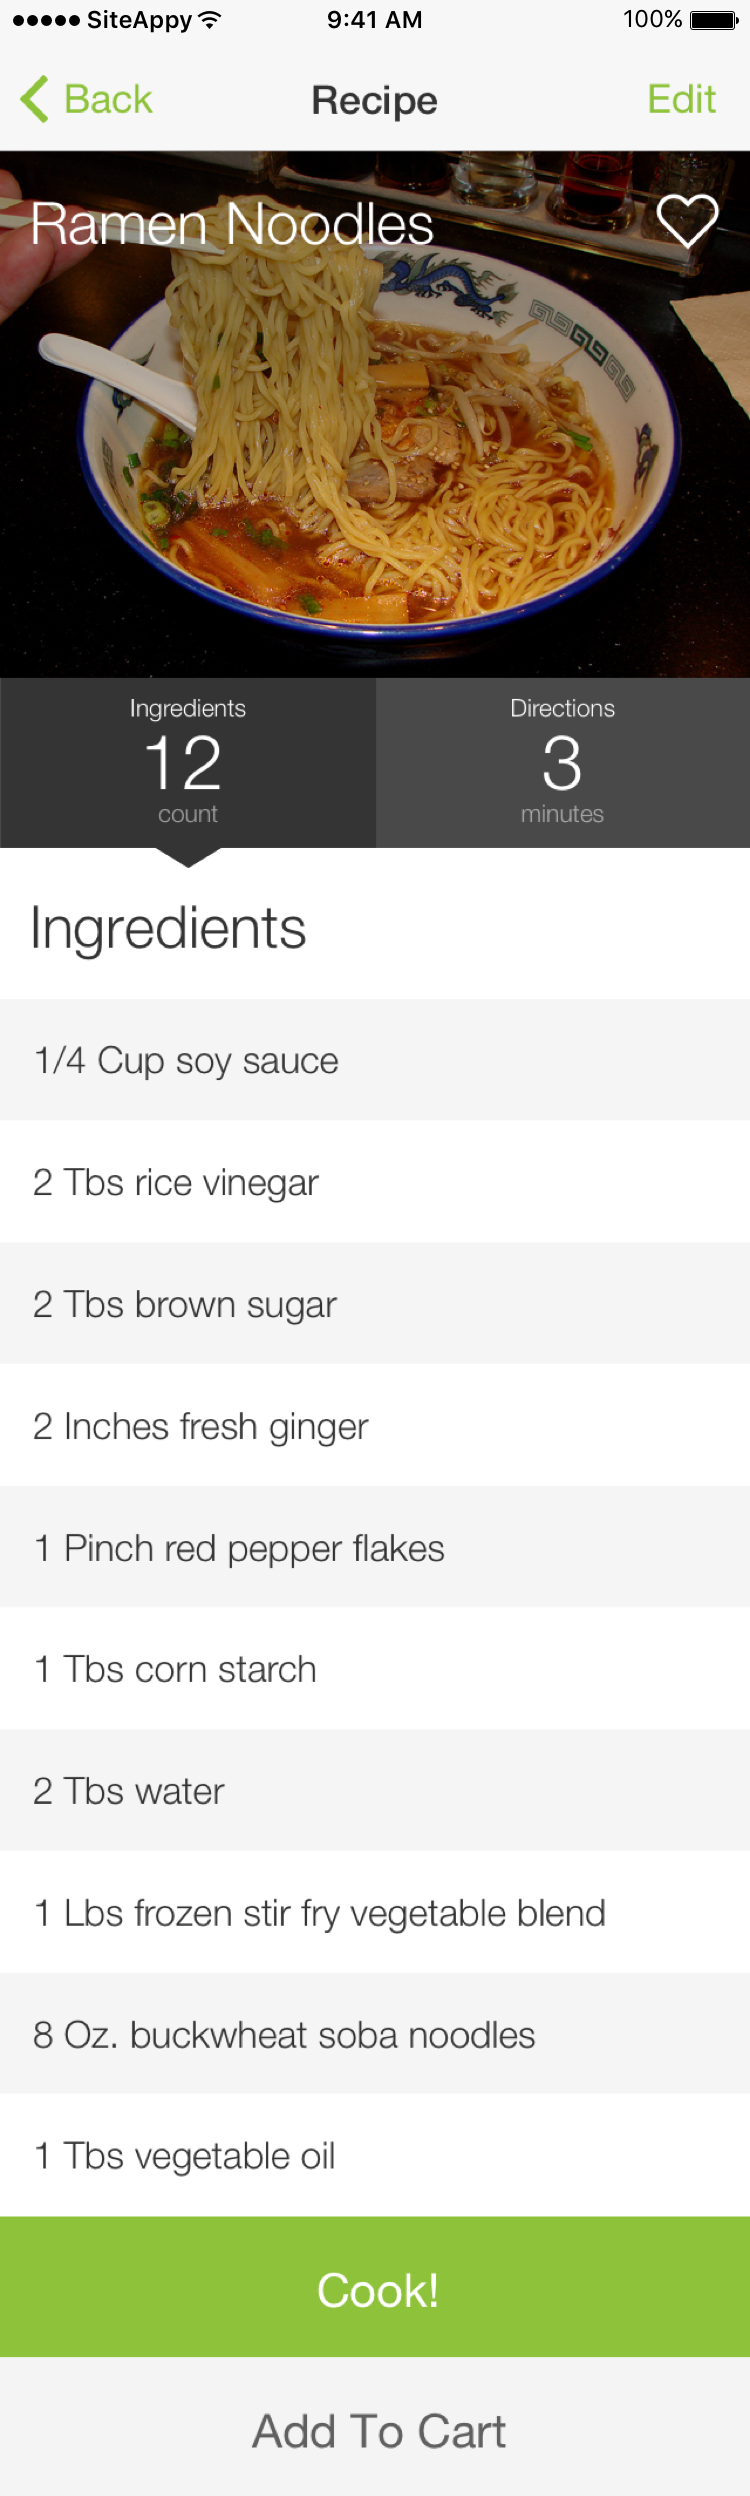 SiteAppy 9:41 AM 100%
Back Recipe Edit
Ramen Noodles
Ingredients
12
count
Directions
3
minutes
Ingredients
1/4 Cup soy sauce
2 Tbs rice vinegar
2 Tbs brown sugar
2 Inches fresh ginger
1 Pinch red pepper flakes
1 Tbs corn starch
2 Tbs water
1 Lbs frozen stir fry vegetable blend
8 Oz. buckwheat soba noodles
1 Tbs vegetable oil
Cook!
Add To Cart